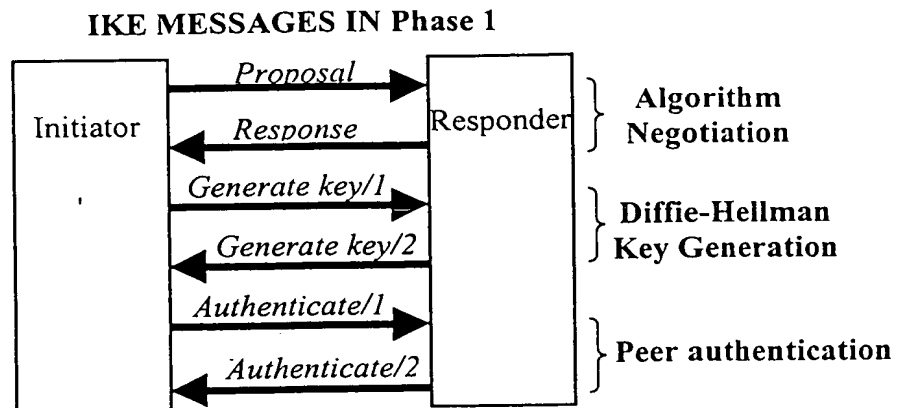 IKE MESSAGES IN Phase 1
Initiator
Responder
Proposal
Response
Generate key/1
Generate key/2
Authenticate/1
Authenticate/2
Algorithm
Negotiation
Diffie-Hellman
Key Generation
Peer authentication